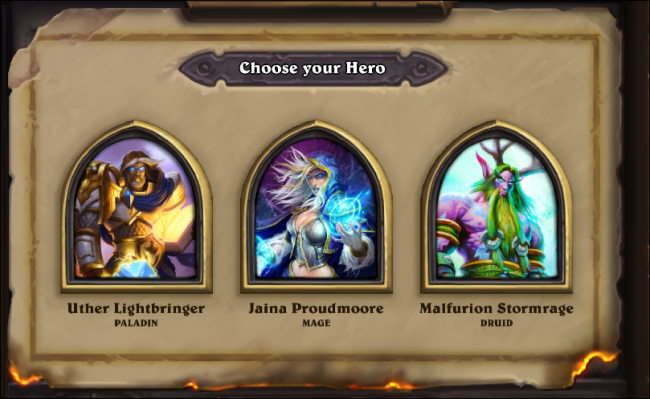 Choose your Hero
Uther Lightbringer
PALADIN
Jaina Proudmoore
MAGE
Malfurion Stormrage
DRUID